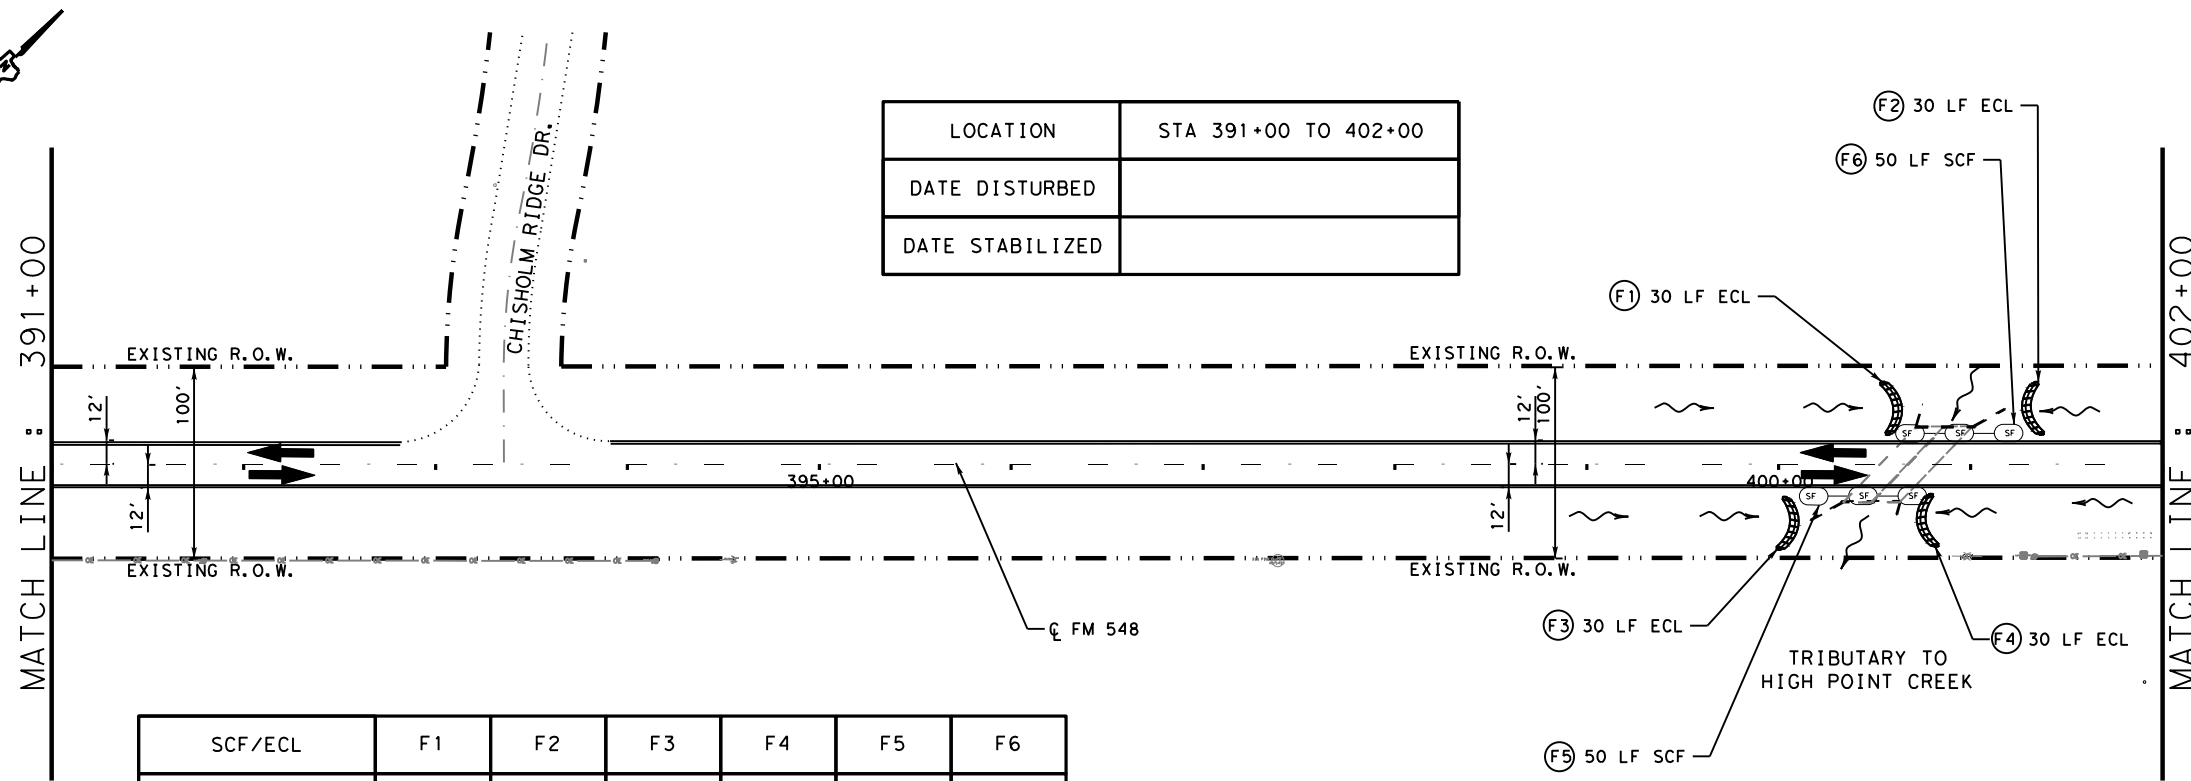 N
F2 30 LF ECL
F6 50 LF SCF
LOCATION STA 391+00 TO 402+00
DATE DISTURBED
DATE STABILIZED
CHISHOLM RIDGE DR.
F1 30 LF ECL
MATCH LINE : 391+00
MATCH LINE : 402+00
EXISTING R.O.W.
EXISTING R.O.W.
12'
100'
12'
100'
SF SF SF
395+00
400+00
12'
12'
SF SF SF
EXISTING R.O.W.
EXISTING R.O.W.
℄ FM 548
F3 30 LF ECL
F4 30 LF ECL
TRIBUTARY TO
HIGH POINT CREEK
F5 50 LF SCF
SCF/ECL F1 F2 F3 F4 F5 F6